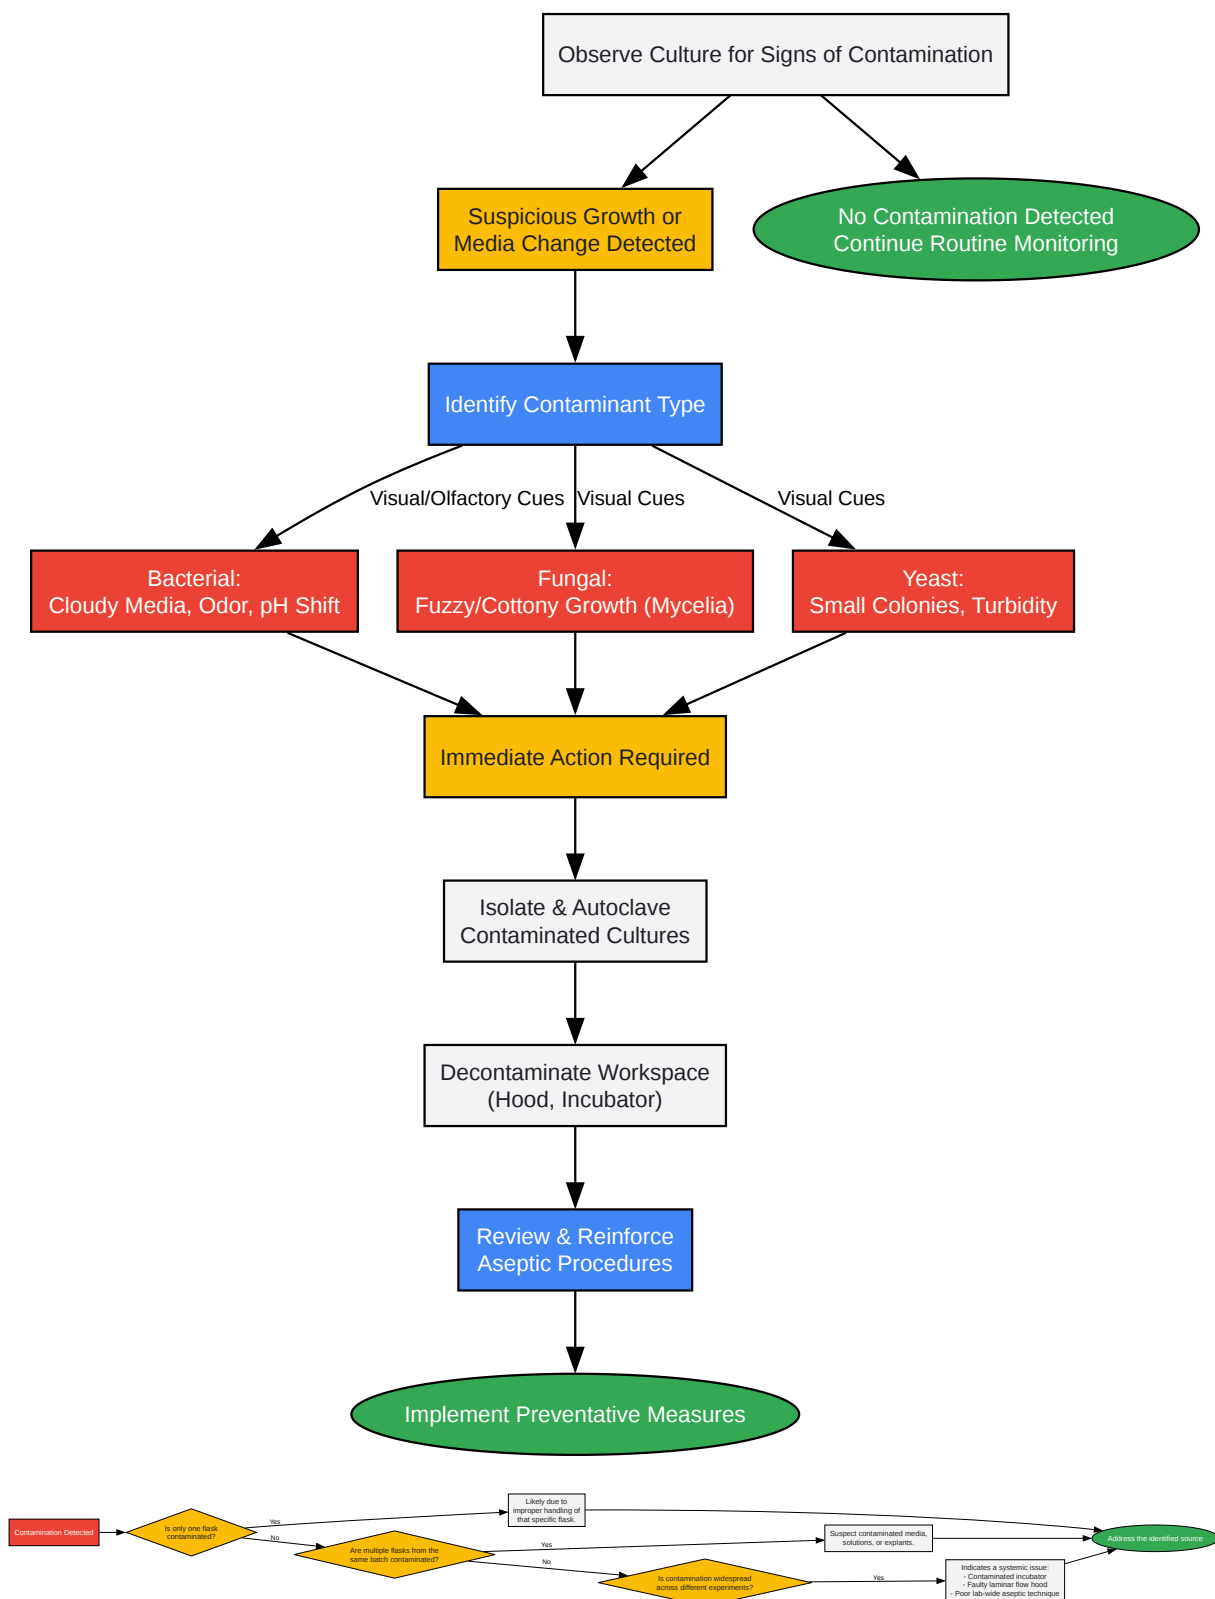 Observe Culture for Signs of Contamination
Suspicious Growth or
Media Change Detected
No Contamination Detected
Continue Routine Monitoring
Identify Contaminant Type
Visual/Olfactory Cues
Visual Cues
Visual Cues
Bacterial:
Cloudy Media, Odor, pH Shift
Fungal:
Fuzzy/Cottony Growth (Mycelia)
Yeast:
Small Colonies, Turbidity
Immediate Action Required
Isolate & Autoclave
Contaminated Cultures
Decontaminate Workspace
(Hood, Incubator)
Review & Reinforce
Aseptic Procedures
Implement Preventative Measures
Contamination Detected
Is only one flask
contaminated?
Yes
No
Likely due to
improper handling of
that specific flask.
Are multiple flasks from the
same batch contaminated?
Yes
No
Suspect contaminated media,
solutions, or explants.
Is contamination widespread
across different experiments?
Yes
Indicates a systemic issue:
- Contaminated incubator
- Faulty laminar flow hood
- Poor lab-wide aseptic technique
Address the identified source